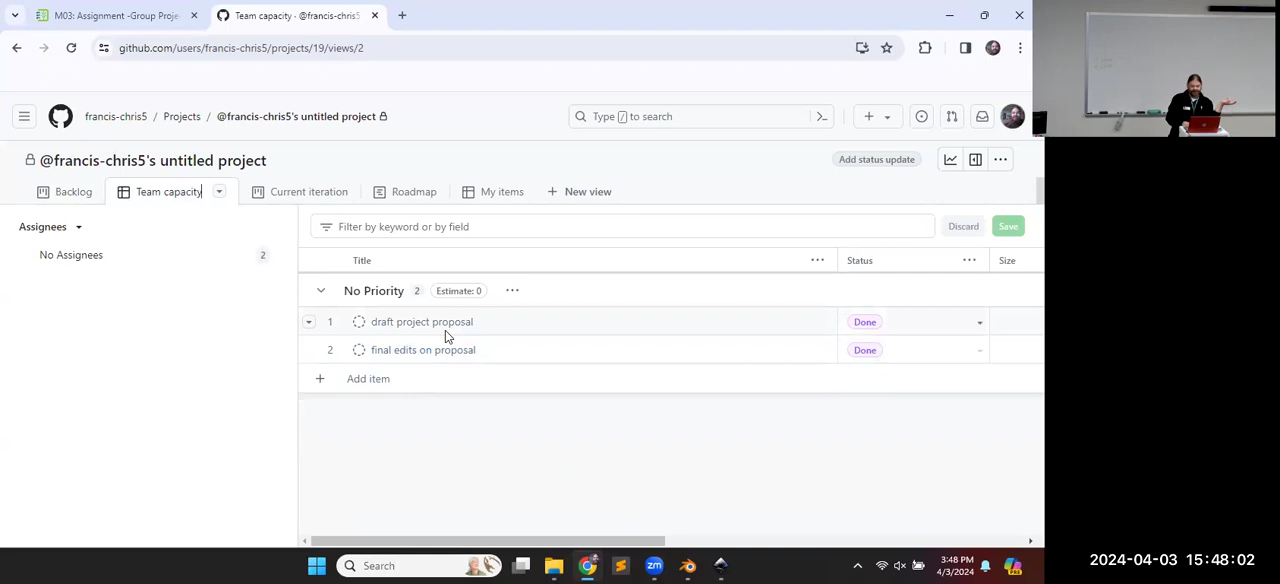 M03: Assignment -Group Proje
Team capacity · @francis-chris5
github.com/users/francis-chris5/projects/19/views/2
francis-chris5 / Projects / @francis-chris5's untitled project
Type / to search
@francis-chris5's untitled project
Add status update
Backlog
Team capacity
Current iteration
Roadmap
My items
New view
Assignees
No Assignees 2
Filter by keyword or by field
Discard
Save
Title
Status
Size
No Priority 2 Estimate: 0
1 draft project proposal Done
2 final edits on proposal Done
Add item
Search
3:48 PM
4/3/2024
2024-04-03 15:48:02